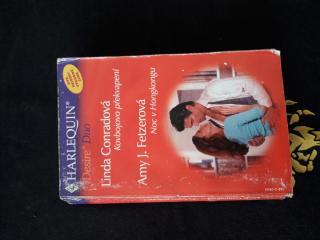 HARLEQUIN®
Desire Duo
Linda Conradová
Kovbojovo překvapení
Amy J. Fetzerová
Noc v Hongkongu